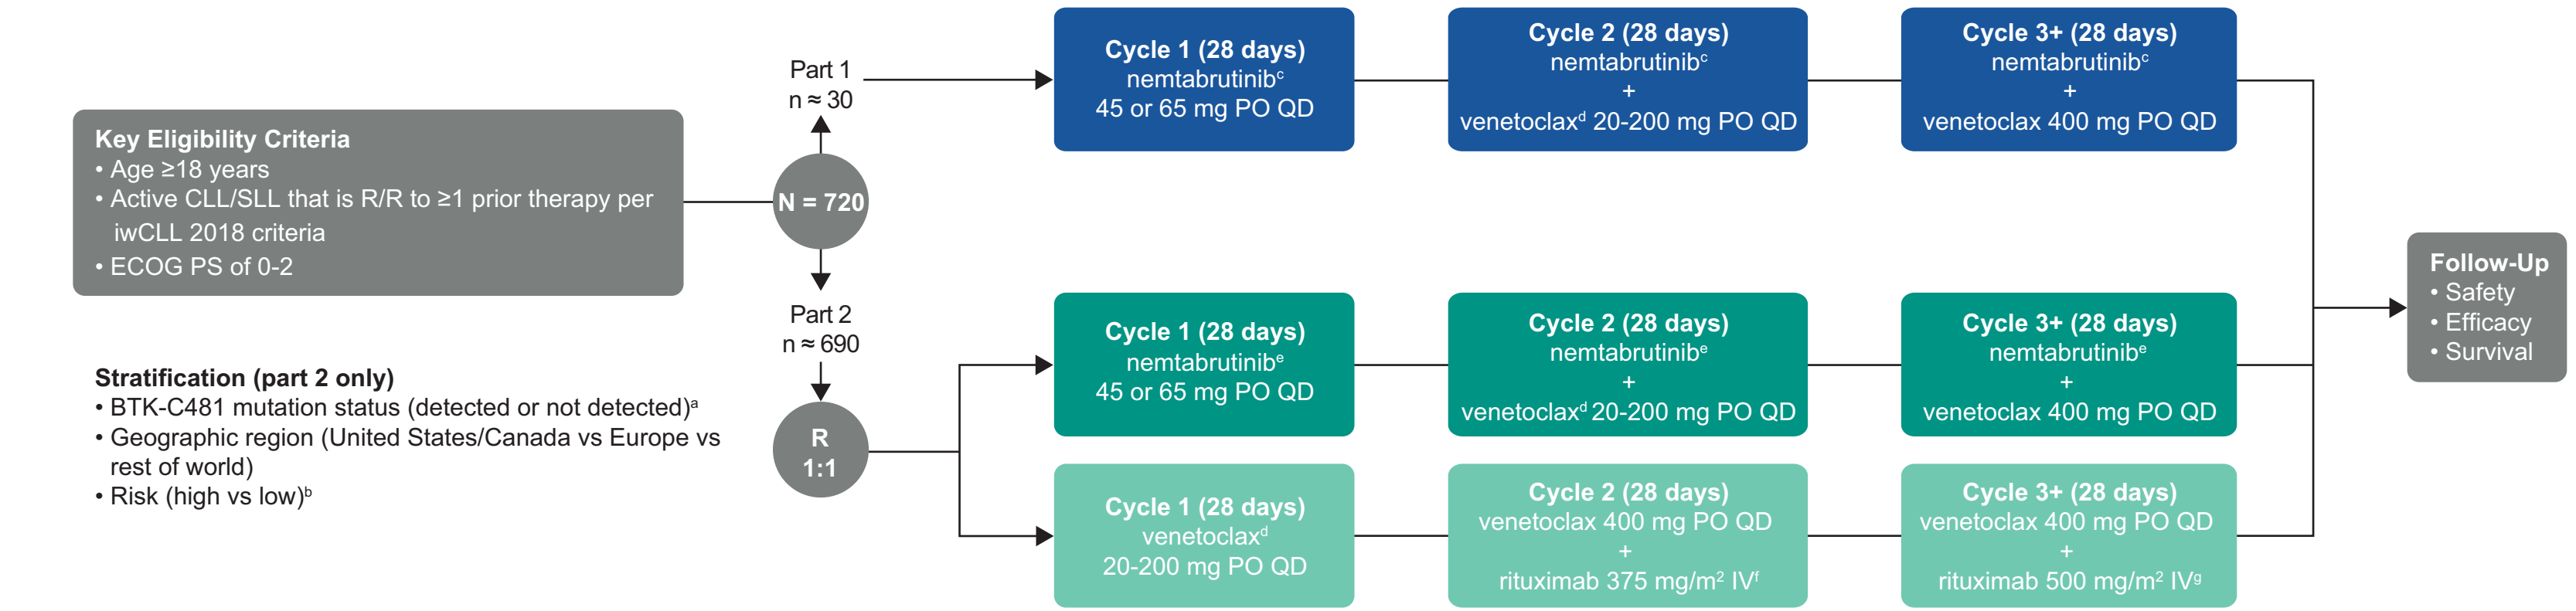 Key Eligibility Criteria
• Age ≥18 years
• Active CLL/SLL that is R/R to ≥1 prior therapy per
iwCLL 2018 criteria
• ECOG PS of 0-2
Stratification (part 2 only)
• BTK-C481 mutation status (detected or not detected)ᵃ
• Geographic region (United States/Canada vs Europe vs
rest of world)
• Risk (high vs low)ᵇ
Part 1
n ≈ 30
N = 720
Part 2
n ≈ 690
R
1:1
Cycle 1 (28 days)
nemtabrutinibᶜ
45 or 65 mg PO QD
Cycle 2 (28 days)
nemtabrutinibᶜ
+
venetoclaxᵈ 20-200 mg PO QD
Cycle 3+ (28 days)
nemtabrutinibᶜ
+
venetoclax 400 mg PO QD
Cycle 1 (28 days)
nemtabrutinibᵉ
45 or 65 mg PO QD
Cycle 2 (28 days)
nemtabrutinibᵉ
+
venetoclaxᵈ 20-200 mg PO QD
Cycle 3+ (28 days)
nemtabrutinibᵉ
+
venetoclax 400 mg PO QD
Cycle 1 (28 days)
venetoclaxᵈ
20-200 mg PO QD
Cycle 2 (28 days)
venetoclax 400 mg PO QD
+
rituximab 375 mg/m² IVᶠ
Cycle 3+ (28 days)
venetoclax 400 mg PO QD
+
rituximab 500 mg/m² IVᵍ
Follow-Up
• Safety
• Efficacy
• Survival